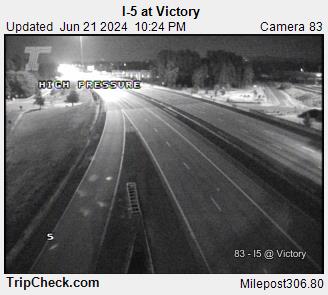 I-5 at Victory
Updated Jun 21 2024 10:24 PM Camera 83
T
HIGH PRESSURE
S
83 - I5 @ Victory
TripCheck.com Milepost306.80